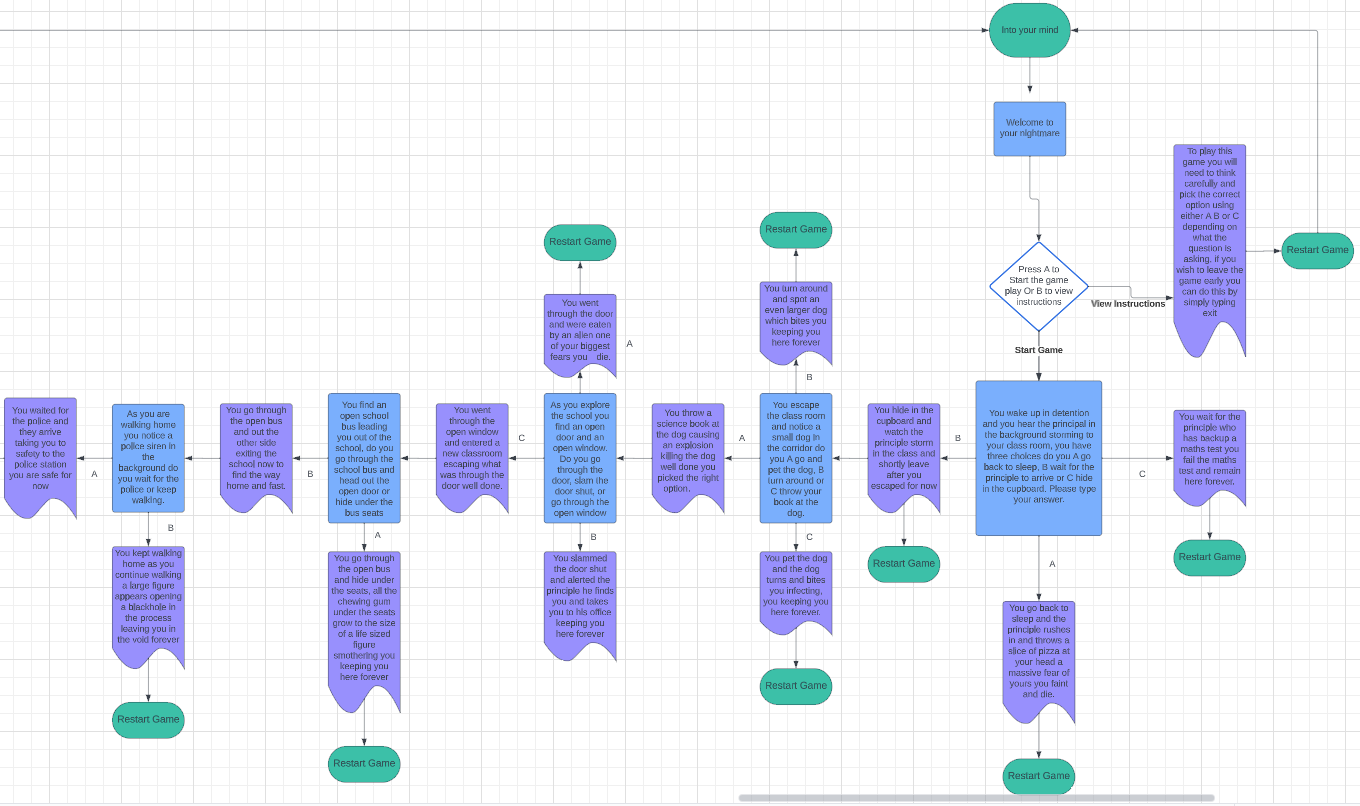 Into your mind
Welcome to
your nightmare
To play this
game you will
need to think
carefully and
pick the correct
option using
either A B or C
depending on
what the
question is
asking, if you
wish to leave the
game early you
can do this by
simply typing
exit
Restart Game
Press A to
Start the game
play Or B to view
instructions
View Instructions
Start Game
Restart Game
You went
through the door
and were eaten
by an alien one
of your biggest
fears you die.
A
Restart Game
You turn around
and spot an
even larger dog
which bites you
keeping you
here forever
B
You waited for
the police and
they arrive
taking you to
safety to the
police station
you are safe for
now
A
As you are
walking home
you notice a
police siren in
the
background do
you wait for the
police or keep
walking.
You go through
the open bus
and out the
other side
exiting the
school now to
find the way
home and fast.
B
You find an
open school
bus leading
you out of the
school, do you
go through the
school bus and
head out the
open door or
hide under the
bus seats
You went
through the
open window
and entered a
new classroom
escaping what
was through the
door well done.
C
As you explore
the school you
find an open
door and an
open window.
Do you go
through the
door, slam the
door shut, or
go through the
open window
You throw a
science book at
the dog causing
an explosion
killing the dog
well done you
picked the right
option.
A
You escape
the class room
and notice a
small dog in
the corridor do
you A go and
pet the dog, B
turn around or
C throw your
book at the
dog.
You hide in the
cupboard and
watch the
principle storm
in the class and
shortly leave
after you
escaped for now
B
You wake up in detention
and you hear the principal in
the background storming to
your class room, you have
three choices do you A go
back to sleep, B wait for the
principle to arrive or C hide
in the cupboard. Please type
your answer.
C
You wait for the
principle who
has backup a
maths test you
fail the maths
test and remain
here forever.
B
You kept walking
home as you
continue walking
a large figure
appears opening
a blackhole in
the process
leaving you in
the void forever
Restart Game
A
You go through
the open bus
and hide under
the seats, all the
chewing gum
under the seats
grow to the size
of a life sized
figure
smothering you
keeping you
here forever
Restart Game
B
You slammed
the door shut
and alerted the
principle he finds
you and takes
you to his office
keeping you
here forever
C
You pet the dog
and the dog
turns and bites
you infecting,
you keeping you
here forever.
Restart Game
Restart Game
A
You go back to
sleep and the
principle rushes
in and throws a
slice of pizza at
your head a
massive fear of
yours you faint
and die.
Restart Game
Restart Game